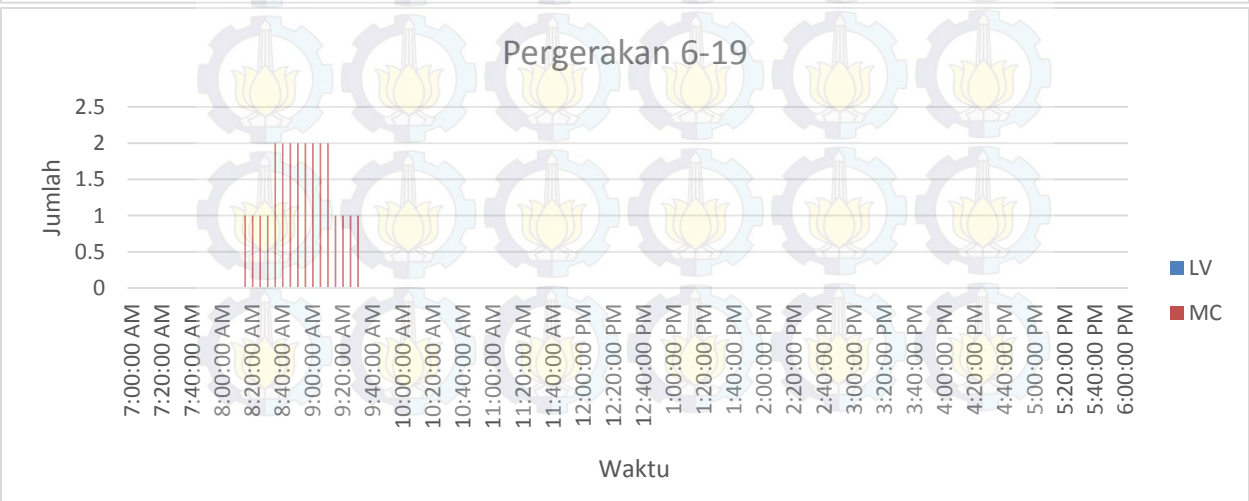 Pergerakan 6-19
2.5
2
1.5
1
0.5
0
Jumlah
7:00:00 AM
7:20:00 AM
7:40:00 AM
8:00:00 AM
8:20:00 AM
8:40:00 AM
9:00:00 AM
9:20:00 AM
9:40:00 AM
10:00:00 AM
10:20:00 AM
10:40:00 AM
11:00:00 AM
11:20:00 AM
11:40:00 AM
12:00:00 PM
12:20:00 PM
12:40:00 PM
1:00:00 PM
1:20:00 PM
1:40:00 PM
2:00:00 PM
2:20:00 PM
2:40:00 PM
3:00:00 PM
3:20:00 PM
3:40:00 PM
4:00:00 PM
4:20:00 PM
4:40:00 PM
5:00:00 PM
5:20:00 PM
5:40:00 PM
6:00:00 PM
Waktu
LV
MC